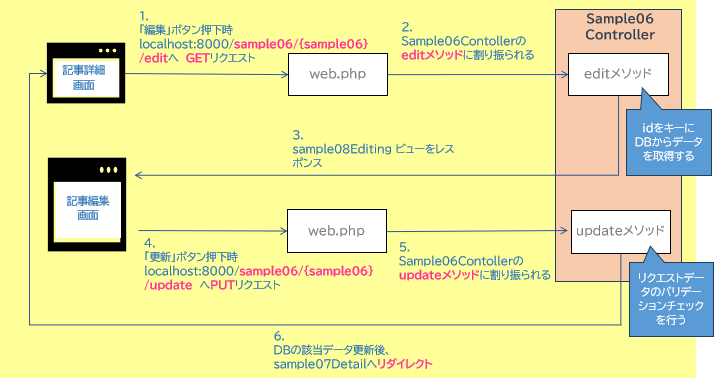 1.
「編集」ボタン押下時
localhost:8000/sample06/{sample06}
/editへ GETリクエスト
2.
Sample06Contollerの
editメソッドに割り振られる
Sample06
Controller
記事詳細
画面
web.php
editメソッド
idをキーに
DBからデータ
を取得する
3.
sample08Editing ビューをレス
ポンス
記事編集
画面
web.php
updateメソッド
4.
「更新」ボタン押下時
localhost:8000/sample06/{sample06}
/update へPUTリクエスト
5.
Sample06Contollerの
updateメソッドに割り振られる
リクエストデー
タのバリデー
ションチェック
を行う
6.
DBの該当データ更新後、
sample07Detailへリダイレクト